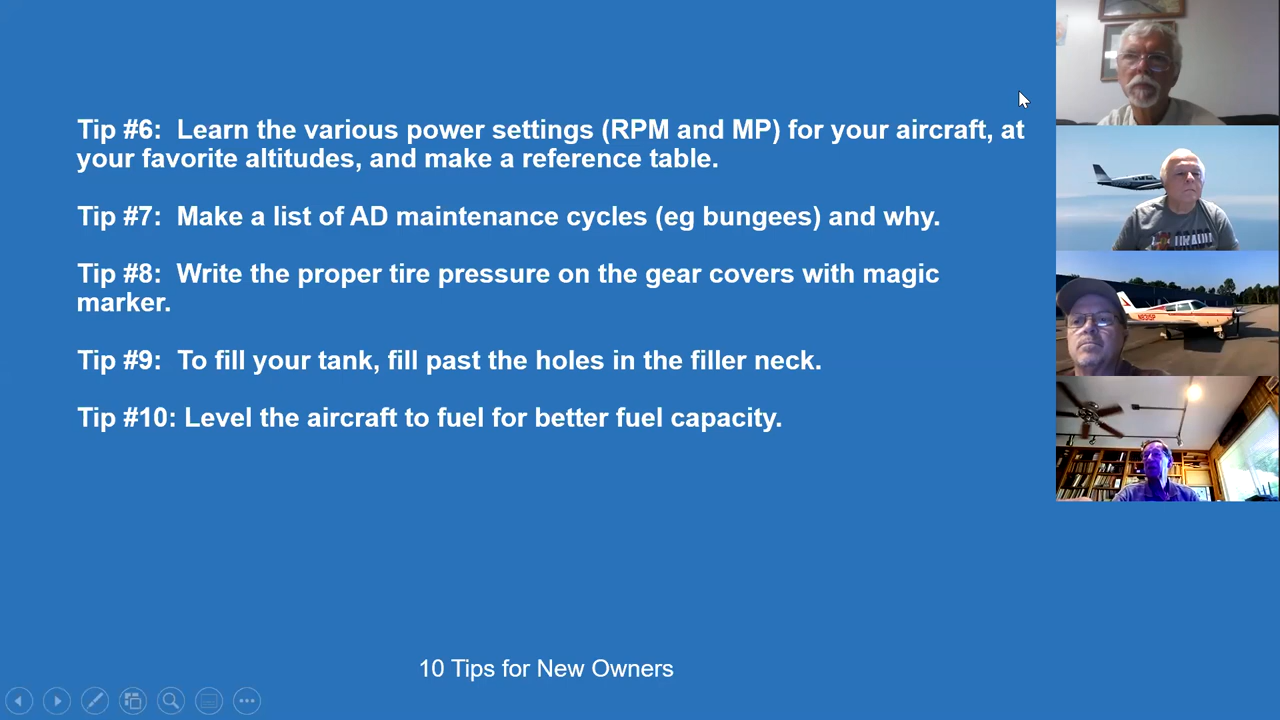 Tip #6:  Learn the various power settings (RPM and MP) for your aircraft, at
your favorite altitudes, and make a reference table.
Tip #7:  Make a list of AD maintenance cycles (eg bungees) and why.
Tip #8:  Write the proper tire pressure on the gear covers with magic
marker.
Tip #9:  To fill your tank, fill past the holes in the filler neck.
Tip #10: Level the aircraft to fuel for better fuel capacity.
10 Tips for New Owners